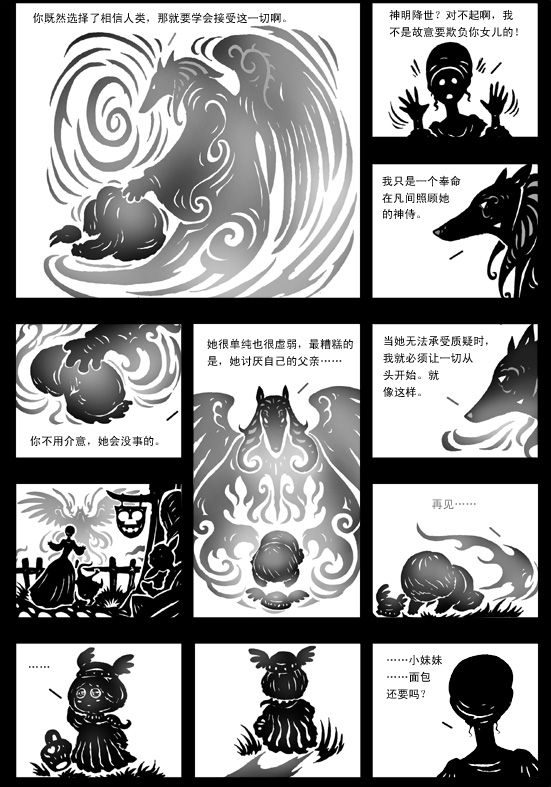 你既然选择了相信人类，那就要学会接受这一切啊。
神明降世？对不起啊，我
不是故意要欺负你女儿的！
我只是一个奉命
在凡间照顾她
的神侍。
你不用介意，她会没事的。
她很单纯也很虚弱，最糟糕的
是，她讨厌自己的父亲……
当她无法承受质疑时，
我就必须让一切从
头开始。就
像这样。
再见……
……
……小妹妹
……面包
还要吗？